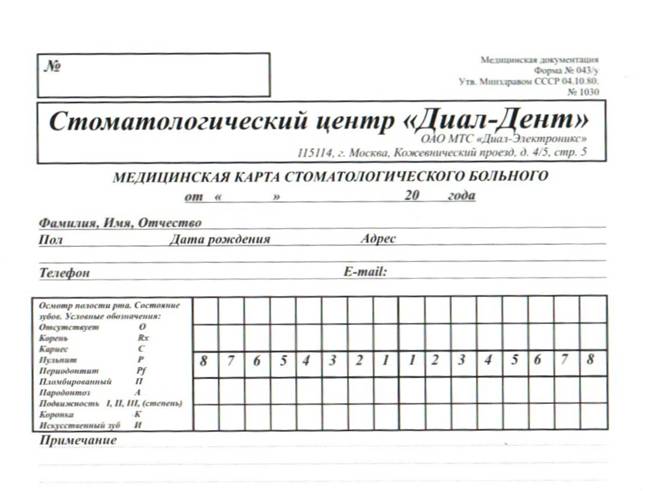 №
Медицинская документация
Форма № 043/у
Утв. Минздравом СССР 04.10.80.
№ 1030
Стоматологический центр «Диал-Дент»
ОАО МТС «Диал-Электроникс»
115114, г. Москва, Кожевнический проезд, д. 4/5, стр. 5
МЕДИЦИНСКАЯ КАРТА СТОМАТОЛОГИЧЕСКОГО БОЛЬНОГО
от « » 20 года
Фамилия, Имя, Отчество
Пол Дата рождения Адрес
Телефон E-mail:
Осмотр полости рта. Состояние
зубов. Условные обозначения:
Отсутствует О
Корень Rx
Кариес С
Пульпит Р
Периодонтит Pf
Пломбированный П
Пародонтоз А
Подвижность I, II, III, (степень)
Коронка К
Искусственный зуб И
8 7 6 5 4 3 2 1 1 2 3 4 5 6 7 8
Примечание